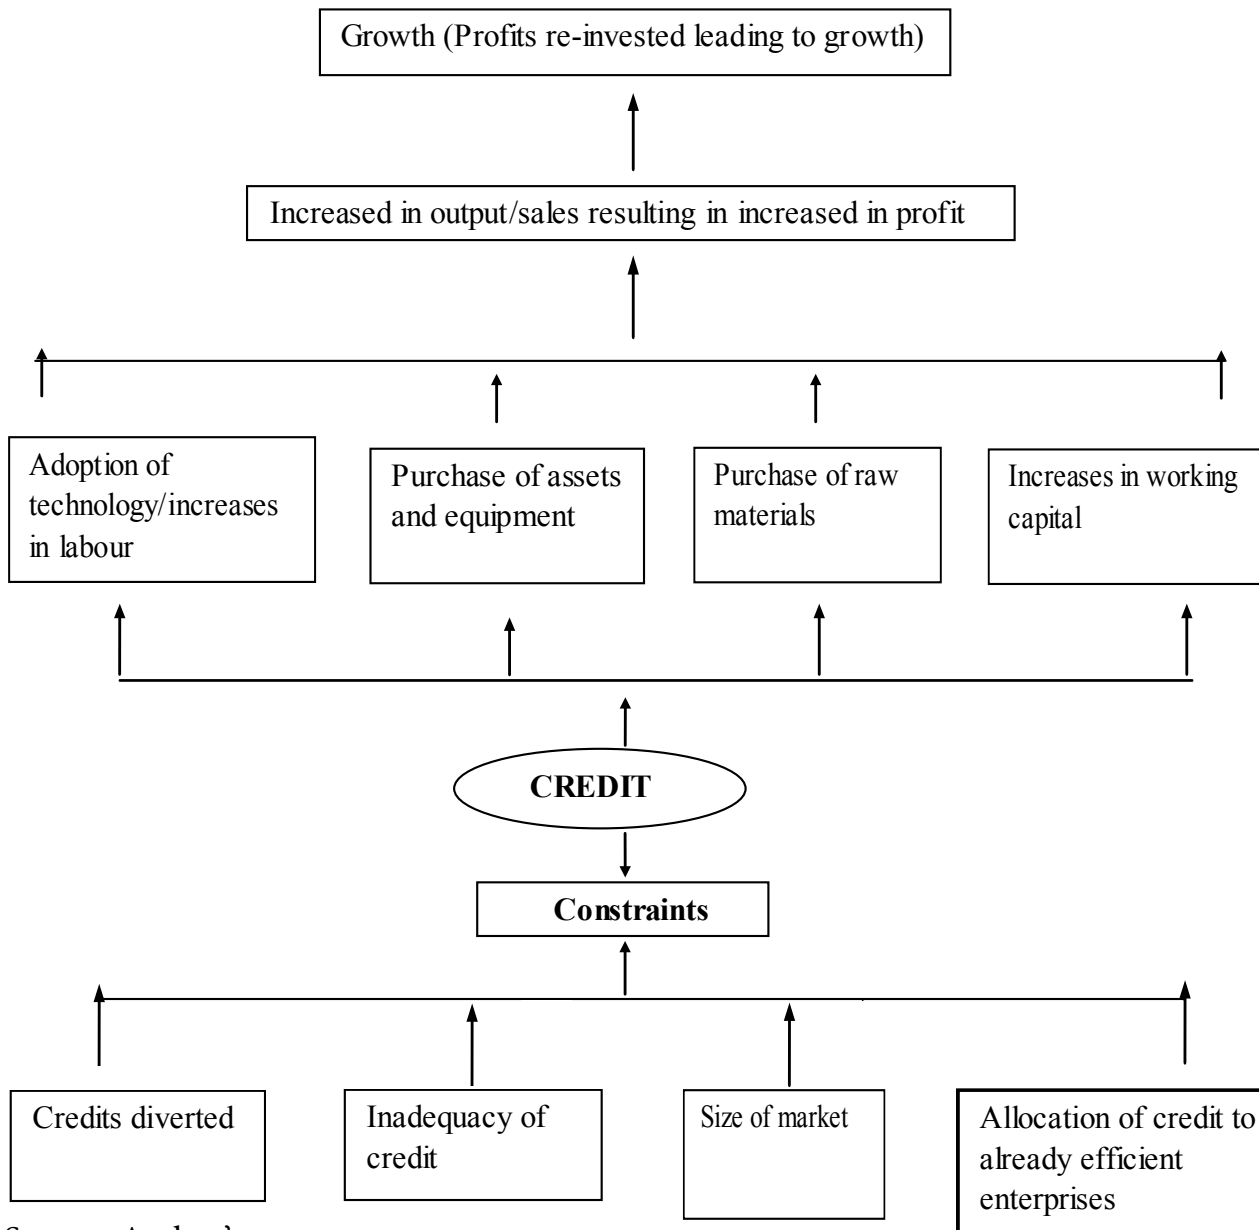 Growth (Profits re-invested leading to growth)
Increased in output/sales resulting in increased in profit
Adoption of
technology/increases
in labour
Purchase of assets
and equipment
Purchase of raw
materials
Increases in working
capital
CREDIT
Constraints
Credits diverted
Inadequacy of
credit
Size of market
Allocation of credit to
already efficient
enterprises